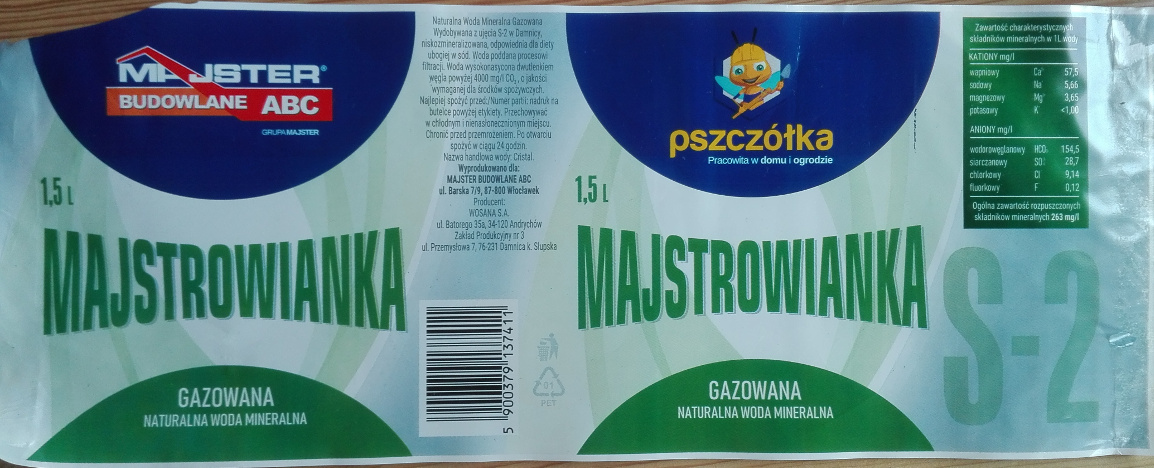 MAJSTER®
BUDOWLANE ABC
GRUPA MAJSTER
1,5 L
MAJSTROWIANKA
GAZOWANA
NATURALNA WODA MINERALNA
Naturalna Woda Mineralna Gazowana
Wydobywana z ujęcia S-2 w Damnicy,
niskozmineralizowana, odpowiednia dla diety
ubogiej w sód. Woda poddana procesowi
filtracji. Woda wysokonasycona dwutlenkiem
węgla powyżej 4000 mg/l CO₂, o jakości
wymaganej dla środków spożywczych.
Najlepiej spożyć przed:/Numer partii: nadruk na
butelce powyżej etykiety. Przechowywać
w chłodnym i nienasłonecznionym miejscu.
Chronić przed przemrożeniem. Po otwarciu
spożyć w ciągu 24 godzin.
Nazwa handlowa wody: Cristal.
Wyprodukowano dla:
MAJSTER BUDOWLANE ABC
ul. Barska 7/9, 87-800 Włocławek
Producent:
WOSANA S.A.
ul. Batorego 35a, 34-120 Andrychów
Zakład Produkcyjny nr 3
ul. Przemysłowa 7, 76-231 Damnica k. Słupska
5 900379 137411
01
PET
pszczółka
Pracowita w domu i ogrodzie
1,5 L
MAJSTROWIANKA
GAZOWANA
NATURALNA WODA MINERALNA
Zawartość charakterystycznych
składników mineralnych w 1L wody
KATIONY mg/l
wapniowy Ca²⁺ 57,5
sodowy Na⁺ 5,66
magnezowy Mg²⁺ 3,65
potasowy K⁺ <1,00
ANIONY mg/l
wodorowęglanowy HCO₃⁻ 154,5
siarczanowy SO₄²⁻ 28,7
chlorkowy Cl⁻ 9,14
fluorkowy F⁻ 0,12
Ogólna zawartość rozpuszczonych
składników mineralnych 263 mg/l
S-2